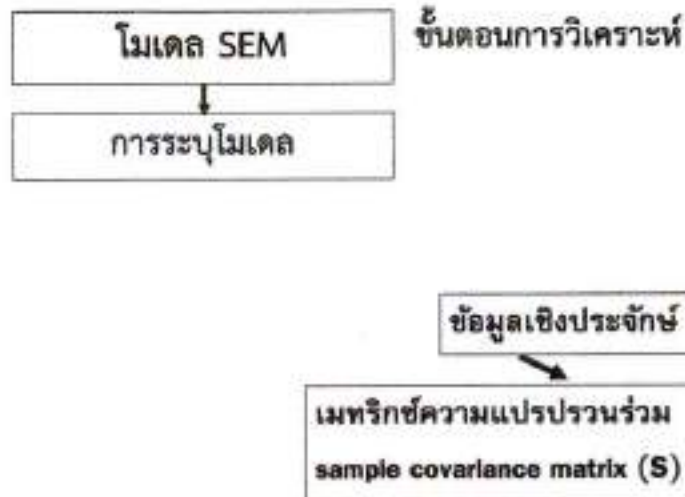 โมเดล SEM
ขั้นตอนการวิเคราะห์
การระบุโมเดล
ข้อมูลเชิงประจักษ์
เมทริกซ์ความแปรปรวนร่วม
sample covariance matrix (S)